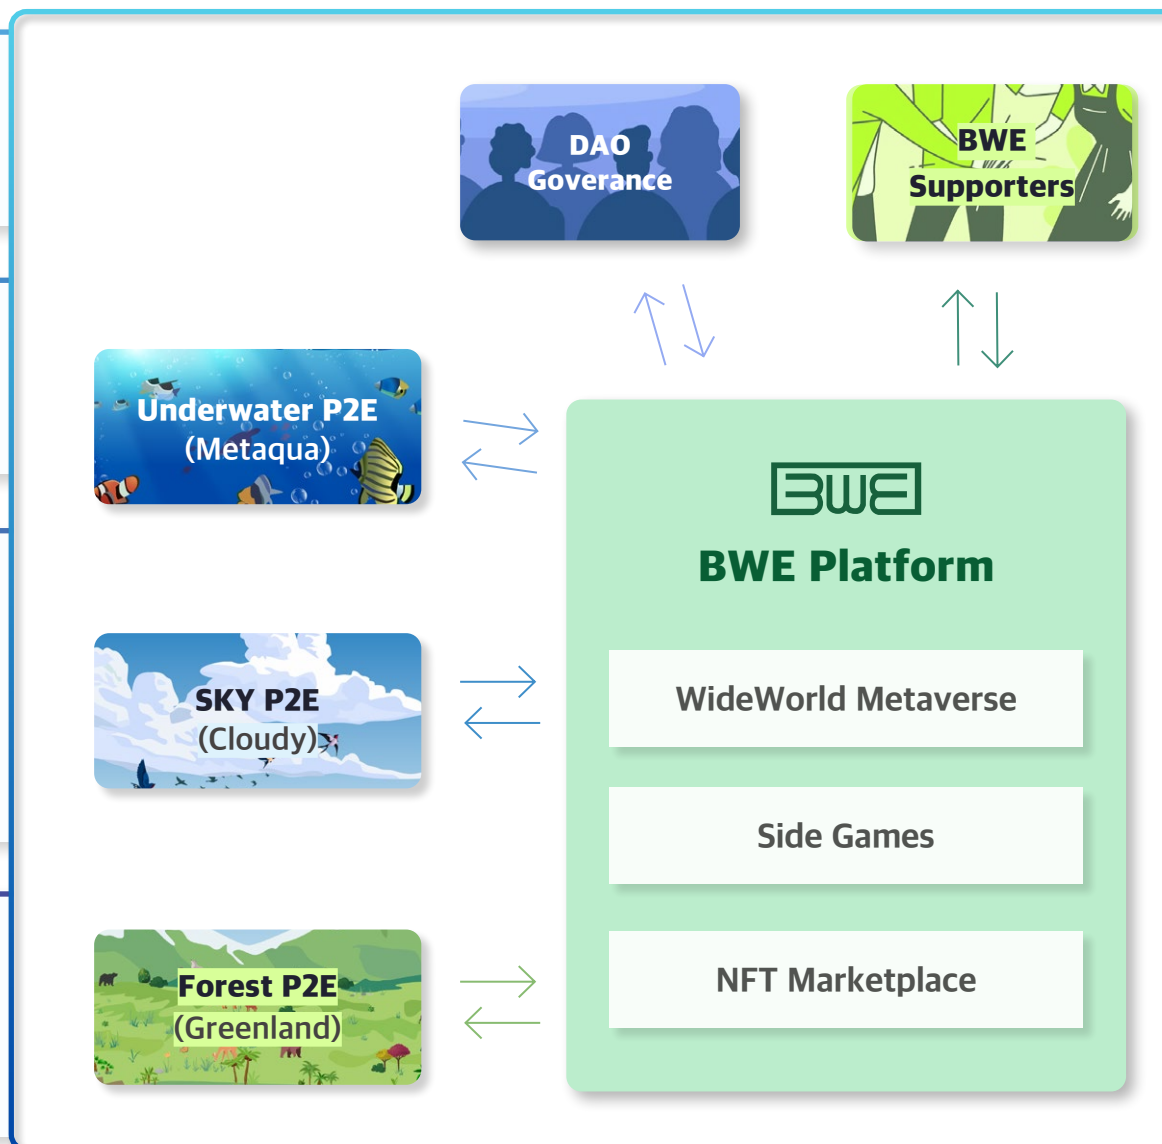 DAO
Goverance
BWE
Supporters
Underwater P2E
(Metaqua)
BWE
BWE Platform
SKY P2E
(Cloudy)
WideWorld Metaverse
Side Games
Forest P2E
(Greenland)
NFT Marketplace